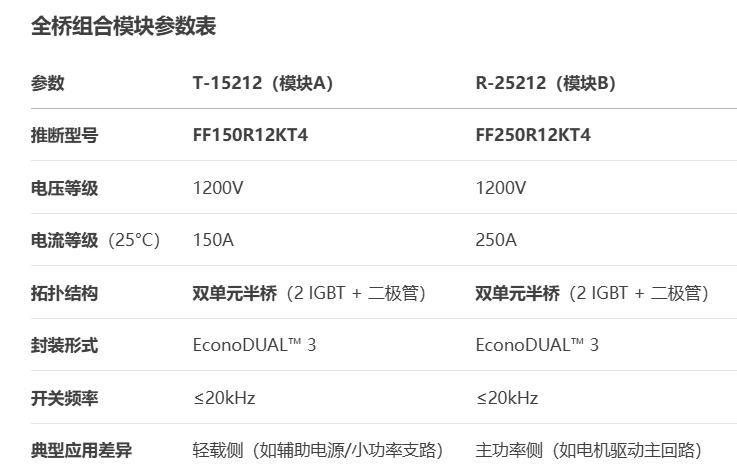 全桥组合模块参数表
参数 T-15212（模块A） R-25212（模块B）
推断型号 FF150R12KT4 FF250R12KT4
电压等级 1200V 1200V
电流等级（25°C） 150A 250A
拓扑结构 双单元半桥（2 IGBT + 二极管） 双单元半桥（2 IGBT + 二极管）
封装形式 EconoDUAL™ 3 EconoDUAL™ 3
开关频率 ≤20kHz ≤20kHz
典型应用差异 轻载侧（如辅助电源/小功率支路） 主功率侧（如电机驱动主回路）